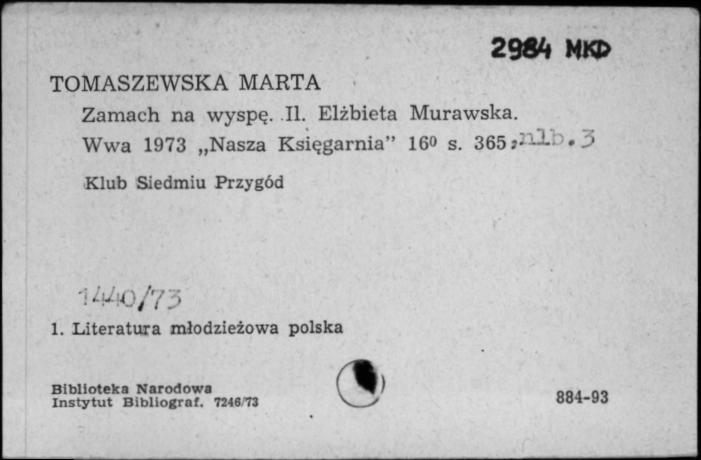 2984 MKD
TOMASZEWSKA MARTA
Zamach na wyspę. Il. Elżbieta Murawska.
Wwa 1973 „Nasza Księgarnia” 16⁰ s. 365, nlb. 3
Klub Siedmiu Przygód
1440/73
1. Literatura młodzieżowa polska
Biblioteka Narodowa
Instytut Bibliograf. 7246/73
884-93